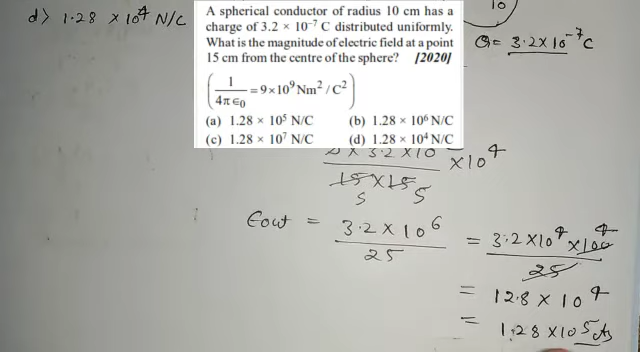 d) 1.28 × 10⁴ N/C
A spherical conductor of radius 10 cm has a
charge of 3.2 × 10⁻⁷ C distributed uniformly.
What is the magnitude of electric field at a point
15 cm from the centre of the sphere? [2020]
(1/4π∈₀ = 9×10⁹ Nm²/C²)
(a) 1.28 × 10⁵ N/C (b) 1.28 × 10⁶ N/C
(c) 1.28 × 10⁷ N/C (d) 1.28 × 10⁴ N/C
10
Q = 3.2×10⁻⁷ C
× 3.2 × 10 × 10⁴
15 × 15
5 5
Eout = 3.2 × 10⁶
25
= 3.2×10⁴ × 100 4
25
= 12.8 × 10⁴
= 1.28 × 10⁵